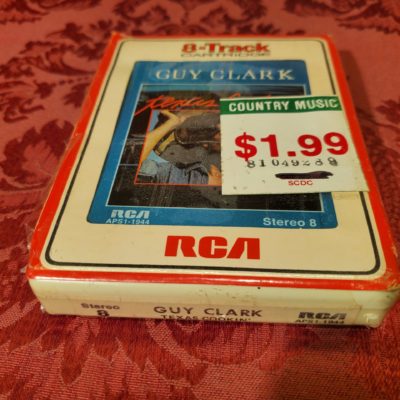 8-Track
CARTRIDGE
GUY CLARK
texas
COUNTRY MUSIC
$1.99
81049289
SCDC
RCA
APS1-1944
Stereo 8
RCA
Stereo
8
GUY CLARK
TEXAS COOKIN'
RCA
APS1-1944